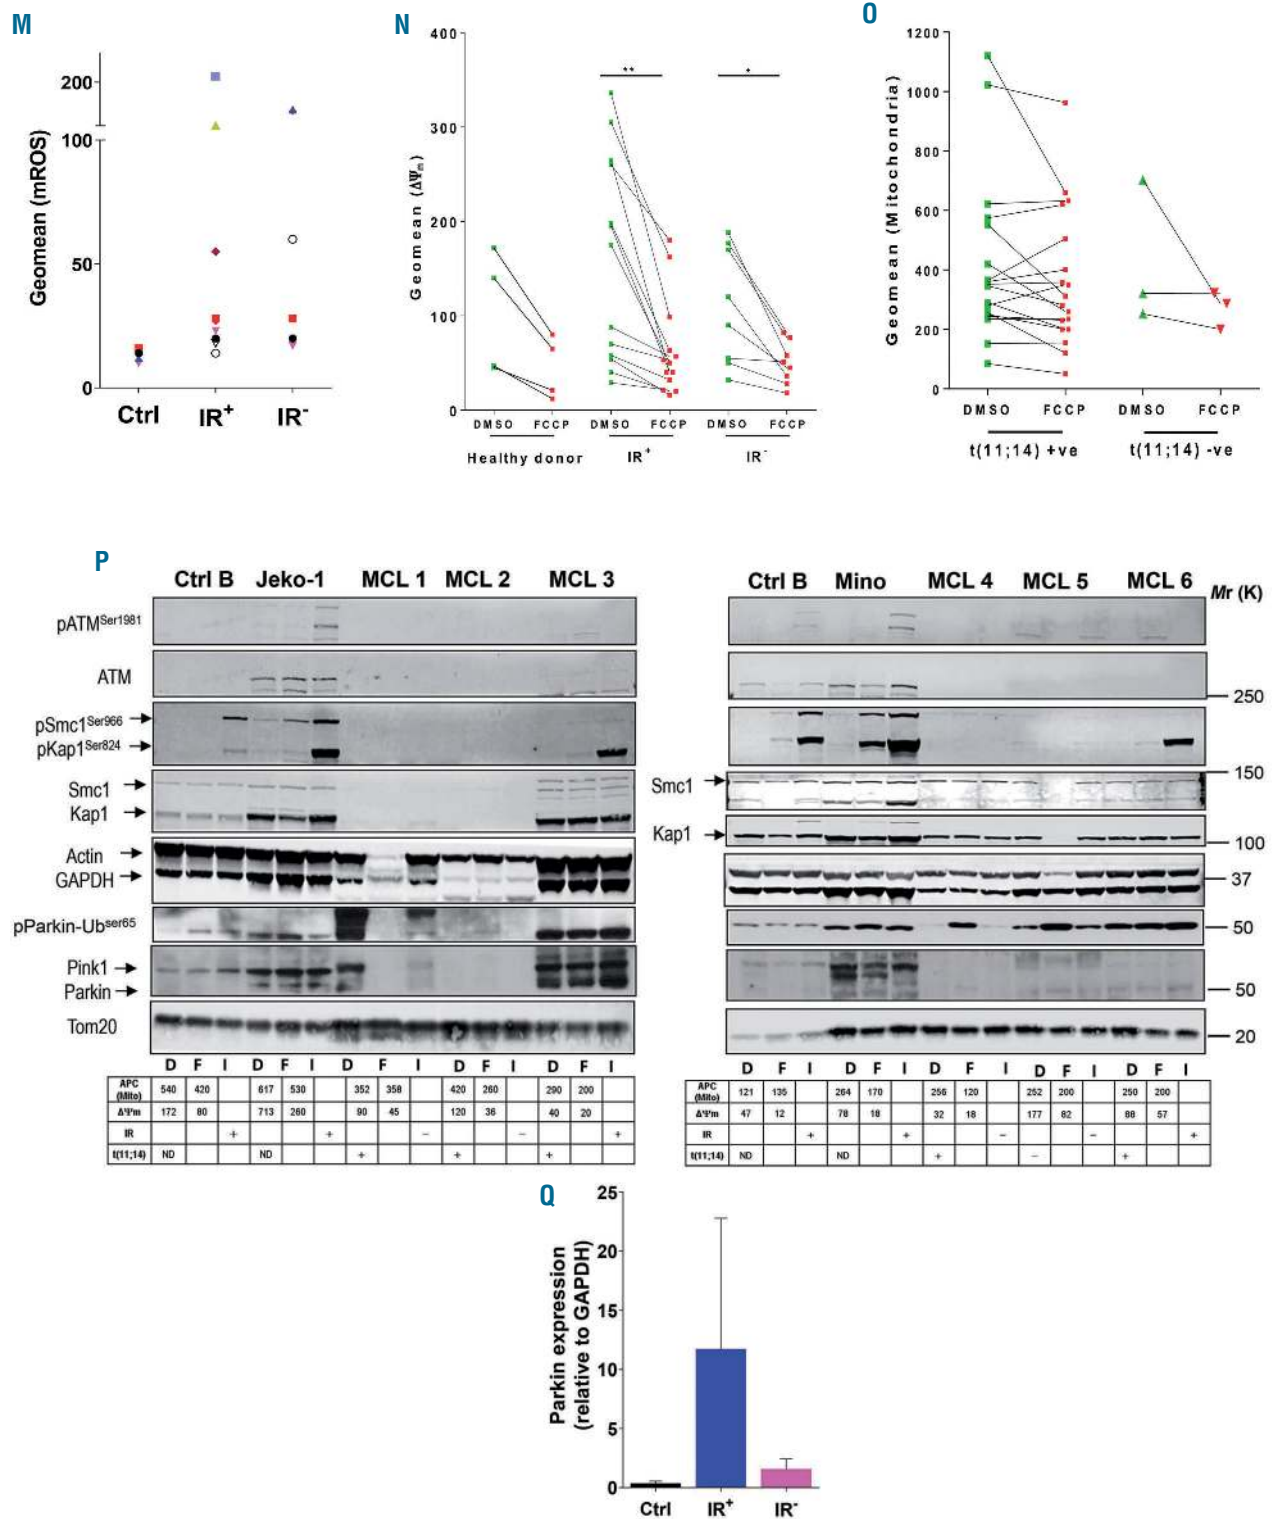 M
Geomean (mROS)
200
100
50
0
Ctrl IR+ IR-
N
Geomean (ΔΨm)
400
300
200
100
0
** *
DMSO FCCP DMSO FCCP DMSO FCCP
Healthy donor IR+ IR-
O
Geomean (Mitochondria)
1200
1000
800
600
400
200
0
DMSO FCCP DMSO FCCP
t(11;14) +ve t(11;14) -ve
P
Ctrl B Jeko-1 MCL 1 MCL 2 MCL 3
pATMSer1981
ATM
pSmc1Ser966
pKap1Ser824
Smc1
Kap1
Actin
GAPDH
pParkin-Ubser65
Pink1
Parkin
Tom20
D F I D F I D F I D F I D F I
APC (Mito) 540 420 617 530 352 358 420 260 290 200
ΔΨm 172 80 713 260 90 45 120 36 40 20
IR + + − − +
t(11;14) ND ND + + +
Ctrl B Mino MCL 4 MCL 5 MCL 6 Mr (K)
250
150
Smc1
Kap1
100
37
50
50
20
D F I D F I D F I D F I D F I
APC (Mito) 121 135 264 170 256 120 252 200 250 200
ΔΨm 47 12 78 18 32 18 177 82 88 57
IR + + − − +
t(11;14) ND ND + − +
Q
Parkin expression
(relative to GAPDH)
25
20
15
10
5
0
Ctrl IR+ IR-